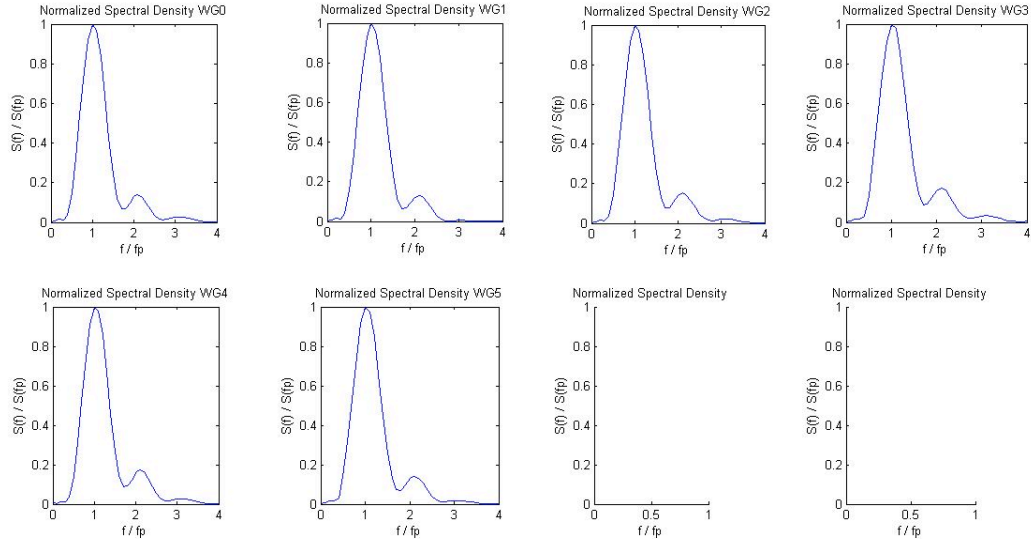 Normalized Spectral Density WG0
S(f) / S(fp)
1
0.8
0.6
0.4
0.2
0
0 1 2 3 4
f / fp
Normalized Spectral Density WG1
S(f) / S(fp)
1
0.8
0.6
0.4
0.2
0
0 1 2 3 4
f / fp
Normalized Spectral Density WG2
S(f) / S(fp)
1
0.8
0.6
0.4
0.2
0
0 1 2 3 4
f / fp
Normalized Spectral Density WG3
S(f) / S(fp)
1
0.8
0.6
0.4
0.2
0
0 1 2 3 4
f / fp
Normalized Spectral Density WG4
S(f) / S(fp)
1
0.8
0.6
0.4
0.2
0
0 1 2 3 4
f / fp
Normalized Spectral Density WG5
S(f) / S(fp)
1
0.8
0.6
0.4
0.2
0
0 1 2 3 4
f / fp
Normalized Spectral Density
S(f) / S(fp)
1
0.8
0.6
0.4
0.2
0
0 0.5 1
f / fp
Normalized Spectral Density
S(f) / S(fp)
1
0.8
0.6
0.4
0.2
0
0 0.5 1
f / fp